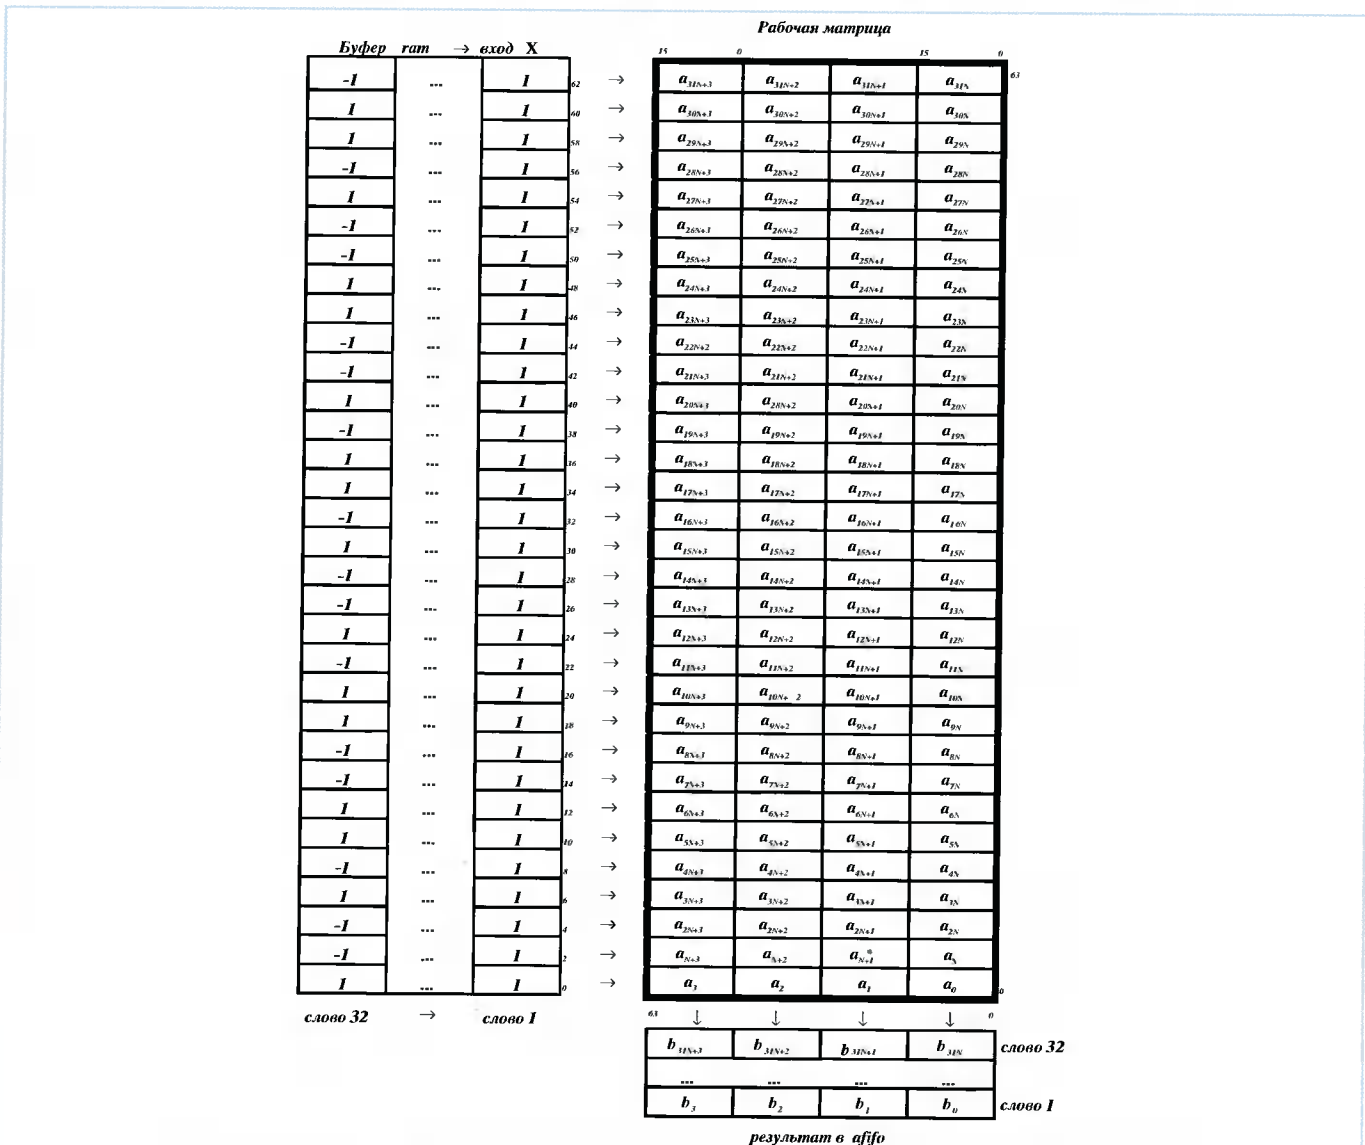 Рабочая матрица
Буфер ram → вход X
15 0 15 0
-1 ... 1 62 → a31N+3 a31N+2 a31N+1 a31N 63
1 ... 1 60 → a30N+3 a30N+2 a30N+1 a30N
1 ... 1 58 → a29N+3 a29N+2 a29N+1 a29N
-1 ... 1 56 → a28N+3 a28N+2 a28N+1 a28N
1 ... 1 54 → a27N+3 a27N+2 a27N+1 a27N
-1 ... 1 52 → a26N+3 a26N+2 a26N+1 a26N
-1 ... 1 50 → a25N+3 a25N+2 a25N+1 a25N
1 ... 1 48 → a24N+3 a24N+2 a24N+1 a24N
1 ... 1 46 → a23N+3 a23N+2 a23N+1 a23N
-1 ... 1 44 → a22N+2 a22N+2 a22N+1 a22N
-1 ... 1 42 → a21N+3 a21N+2 a21N+1 a21N
1 ... 1 40 → a20N+3 a28N+2 a20N+1 a20N
-1 ... 1 38 → a19N+3 a19N+2 a19N+1 a19N
1 ... 1 36 → a18N+3 a18N+2 a18N+1 a18N
1 ... 1 34 → a17N+3 a17N+2 a17N+1 a17N
-1 ... 1 32 → a16N+3 a16N+2 a16N+1 a16N
1 ... 1 30 → a15N+3 a15N+2 a15N+1 a15N
-1 ... 1 28 → a14N+3 a14N+2 a14N+1 a14N
-1 ... 1 26 → a13N+3 a13N+2 a13N+1 a13N
1 ... 1 24 → a12N+3 a12N+2 a12N+1 a12N
-1 ... 1 22 → a11N+3 a11N+2 a11N+1 a11N
1 ... 1 20 → a10N+3 a10N+ 2 a10N+1 a10N
1 ... 1 18 → a9N+3 a9N+2 a9N+1 a9N
-1 ... 1 16 → a8N+3 a8N+2 a8N+1 a8N
-1 ... 1 14 → a7N+3 a7N+2 a7N+1 a7N
1 ... 1 12 → a6N+3 a6N+2 a6N+1 a6N
1 ... 1 10 → a5N+3 a5N+2 a5N+1 a5N
-1 ... 1 8 → a4N+3 a4N+2 a4N+1 a4N
1 ... 1 6 → a3N+3 a3N+2 a3N+1 a3N
-1 ... 1 4 → a2N+3 a2N+2 a2N+1 a2N
-1 ... 1 2 → aN+3 aN+2 aN+1 aN
1 ... 1 0 → a3 a2 a1 a0 0
слово 32 → слово 1
63 ↓ ↓ ↓ ↓ 0
b31N+3 b31N+2 b31N+1 b31N слово 32
... ... ... ...
b3 b2 b1 b0 слово 1
результат в afifo